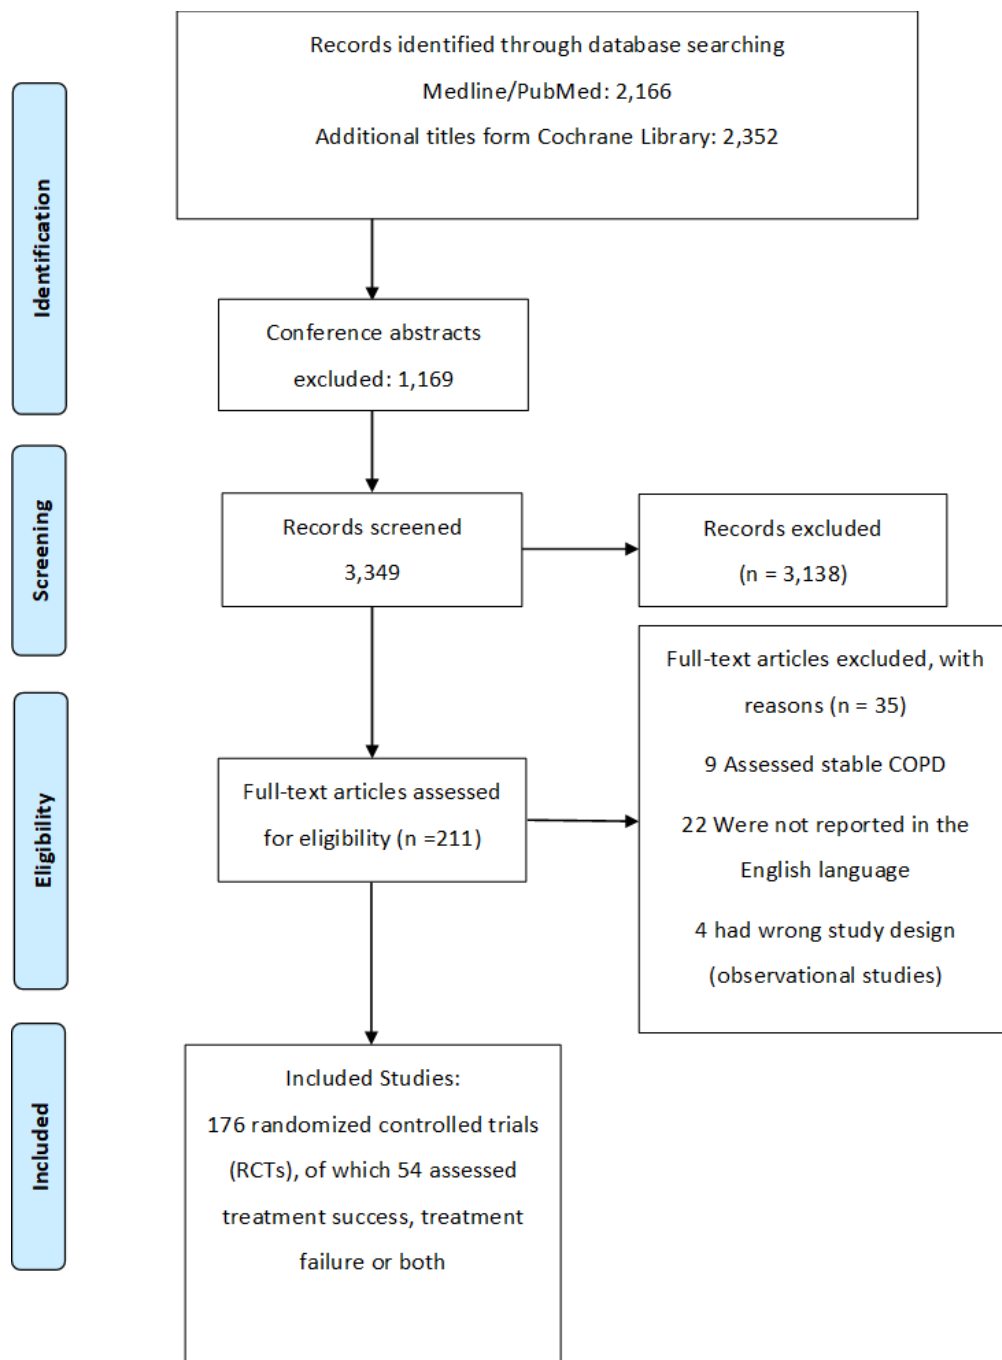 Records identified through database searching
Medline/PubMed: 2,166
Additional titles form Cochrane Library: 2,352
Identification
Conference abstracts
excluded: 1,169
Screening
Records screened
3,349
Records excluded
(n = 3,138)
Eligibility
Full-text articles assessed
for eligibility (n =211)
Full-text articles excluded, with
reasons (n = 35)
9 Assessed stable COPD
22 Were not reported in the
English language
4 had wrong study design
(observational studies)
Included
Included Studies:
176 randomized controlled trials
(RCTs), of which 54 assessed
treatment success, treatment
failure or both